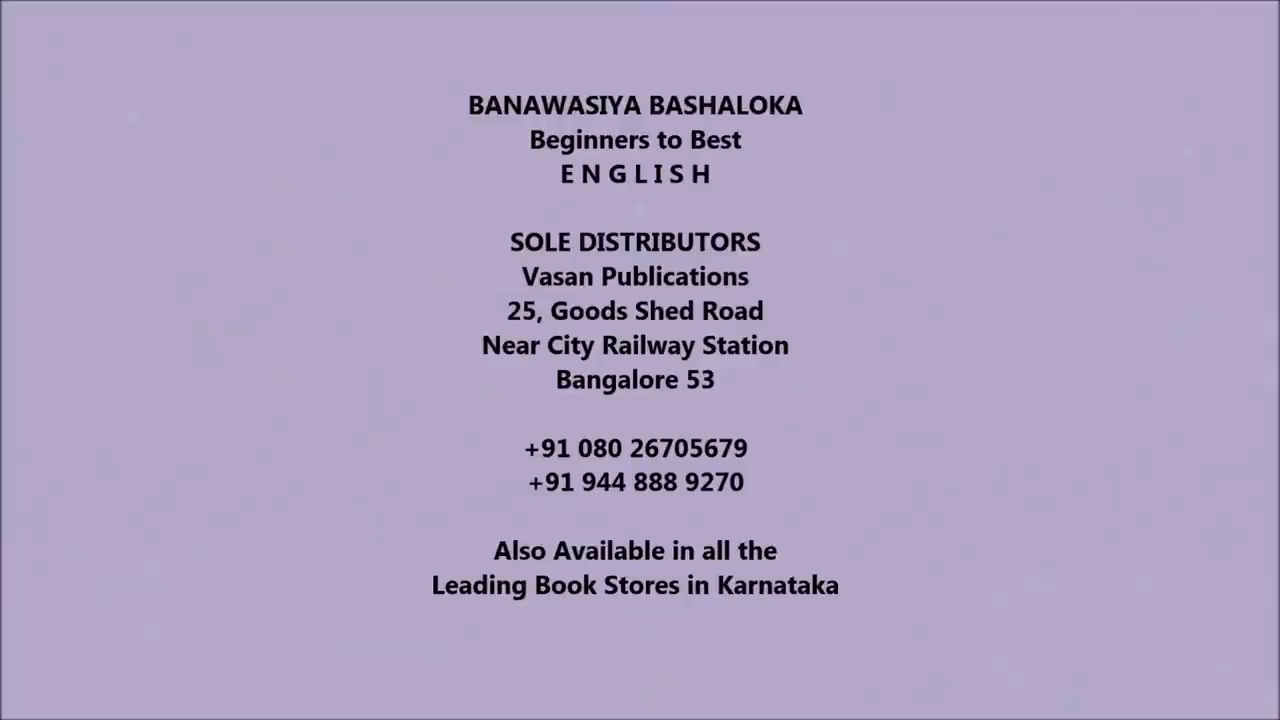 BANAWASIYA BASHALOKA
Beginners to Best
E N G L I S H
SOLE DISTRIBUTORS
Vasan Publications
25, Goods Shed Road
Near City Railway Station
Bangalore 53
+91 080 26705679
+91 944 888 9270
Also Available in all the
Leading Book Stores in Karnataka